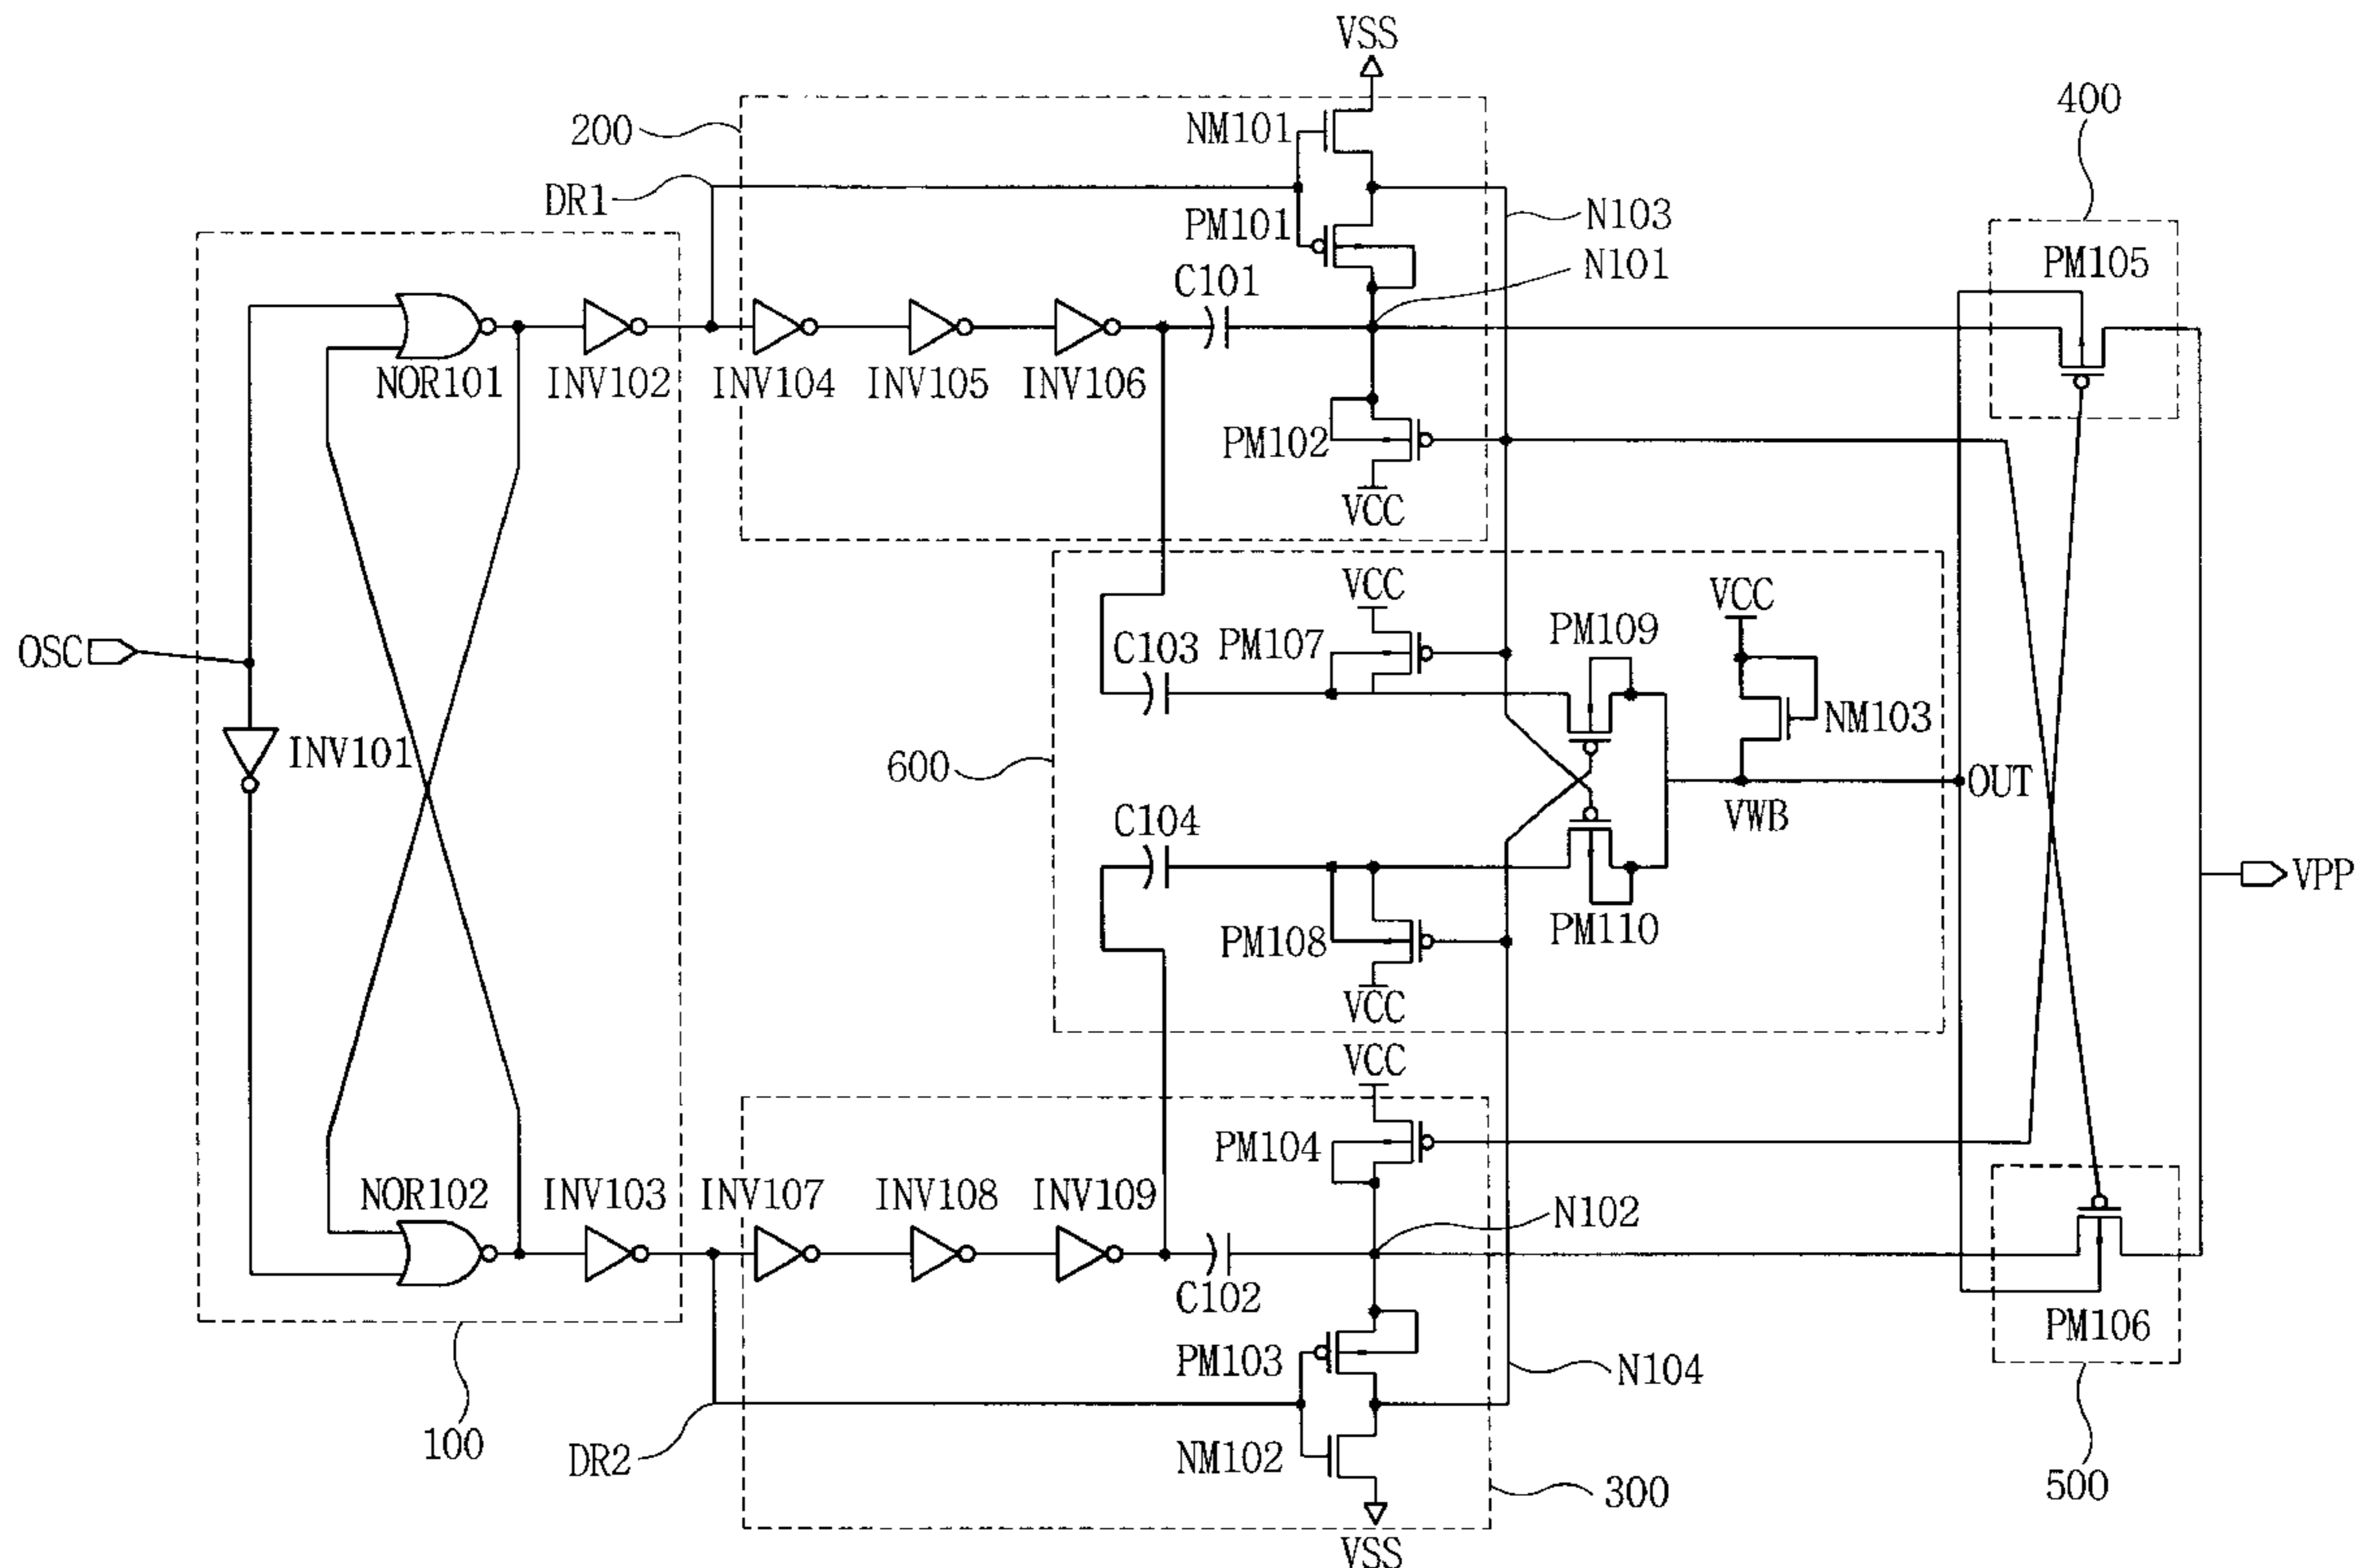 VSS
400
200
NM101
DR1
PM101
N103
N101
PM105
C101
NOR101
INV102
INV104
INV105
INV106
PM102
VCC
VCC
VCC
PM109
OSC
C103
PM107
NM103
INV101
600
OUT
VWB
C104
VPP
PM108
PM110
VCC
VCC
PM104
NOR102
INV103
INV107
INV108
INV109
N102
C102
PM106
PM103
N104
100
DR2
NM102
300
500
VSS